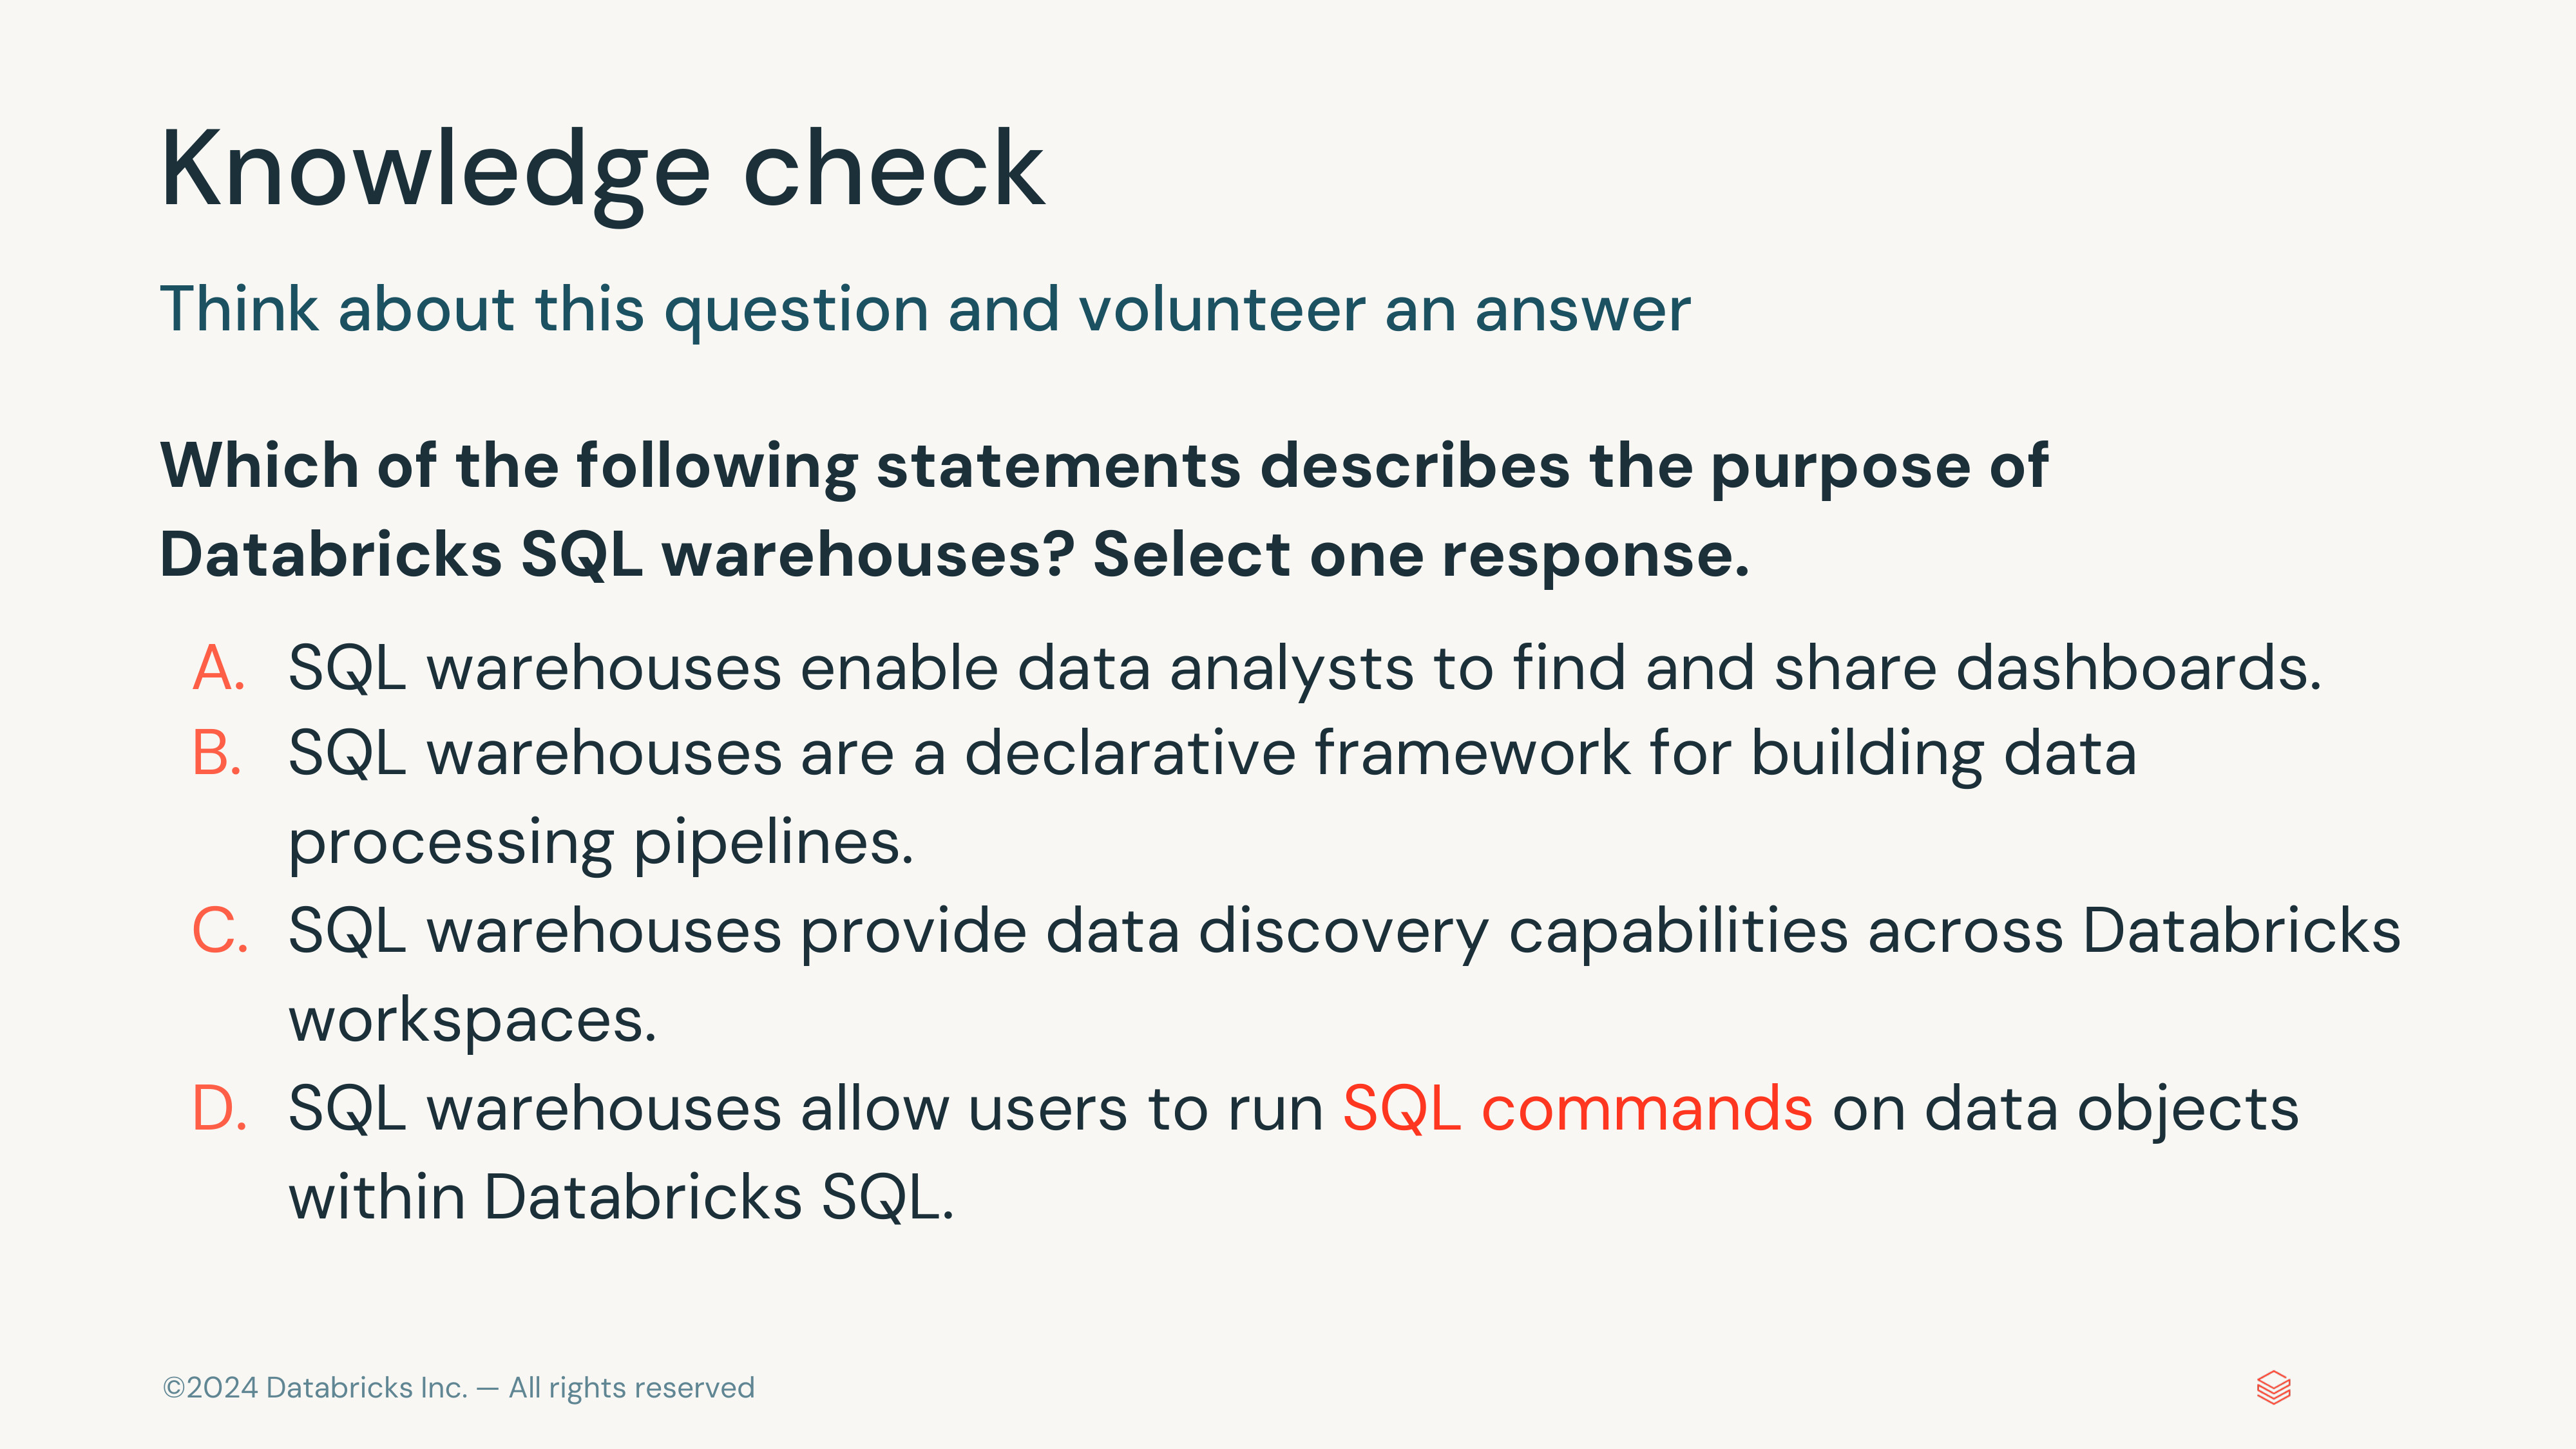 Knowledge check
Think about this question and volunteer an answer
Which of the following statements describes the purpose of
Databricks SQL warehouses? Select one response.
A. SQL warehouses enable data analysts to find and share dashboards.
B. SQL warehouses are a declarative framework for building data
processing pipelines.
C. SQL warehouses provide data discovery capabilities across Databricks
workspaces.
D. SQL warehouses allow users to run SQL commands on data objects
within Databricks SQL.
©2024 Databricks Inc. — All rights reserved